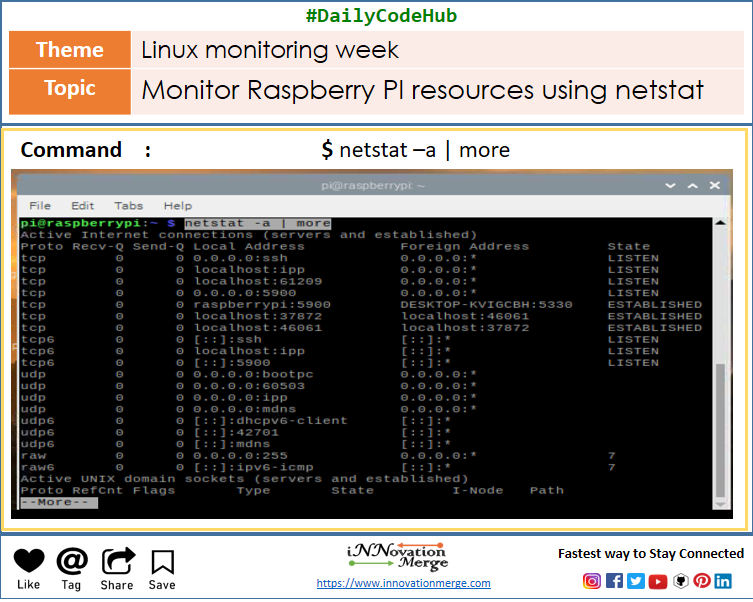 #DailyCodeHub
Theme Linux monitoring week
Topic Monitor Raspberry PI resources using netstat
Command : $ netstat –a | more
pi@raspberrypi: ~
File Edit Tabs Help
pi@raspberrypi:~ $ netstat -a | more
Active Internet connections (servers and established)
Proto Recv-Q Send-Q Local Address Foreign Address State
tcp 0 0 0.0.0.0:ssh 0.0.0.0:* LISTEN
tcp 0 0 localhost:ipp 0.0.0.0:* LISTEN
tcp 0 0 localhost:61209 0.0.0.0:* LISTEN
tcp 0 0 0.0.0.0:5900 0.0.0.0:* LISTEN
tcp 0 0 raspberrypi:5900 DESKTOP-KVIGCBH:5330 ESTABLISHED
tcp 0 0 localhost:37872 localhost:46061 ESTABLISHED
tcp 0 0 localhost:46061 localhost:37872 ESTABLISHED
tcp6 0 0 [::]:ssh [::]:* LISTEN
tcp6 0 0 localhost:ipp [::]:* LISTEN
tcp6 0 0 [::]:5900 [::]:* LISTEN
udp 0 0 0.0.0.0:bootpc 0.0.0.0:*
udp 0 0 0.0.0.0:60503 0.0.0.0:*
udp 0 0 0.0.0.0:ipp 0.0.0.0:*
udp 0 0 0.0.0.0:mdns 0.0.0.0:*
udp6 0 0 [::]:dhcpv6-client [::]:*
udp6 0 0 [::]:42701 [::]:*
udp6 0 0 [::]:mdns [::]:*
raw 0 0 0.0.0.0:255 0.0.0.0:* 7
raw6 0 0 [::]:ipv6-icmp [::]:* 7
Active UNIX domain sockets (servers and established)
Proto RefCnt Flags Type State I-Node Path
--More--
Like Tag Share Save
iNNovation
Merge
https://www.innovationmerge.com
Fastest way to Stay Connected